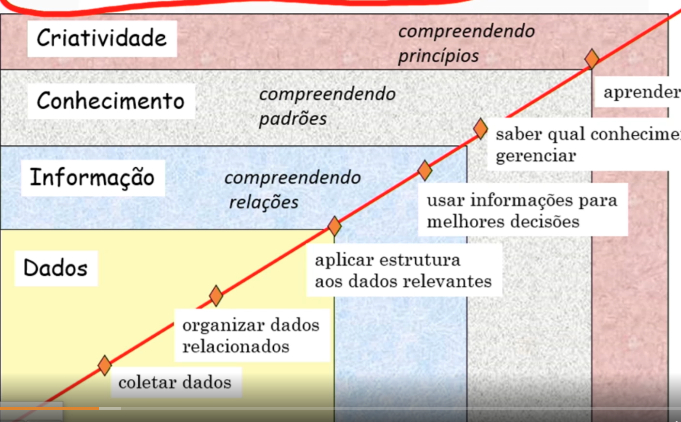 Criatividade
compreendendo
princípios
aprender
Conhecimento
compreendendo
padrões
saber qual conhecime
gerenciar
Informação
compreendendo
relações
usar informações para
melhores decisões
Dados
aplicar estrutura
aos dados relevantes
organizar dados
relacionados
coletar dados